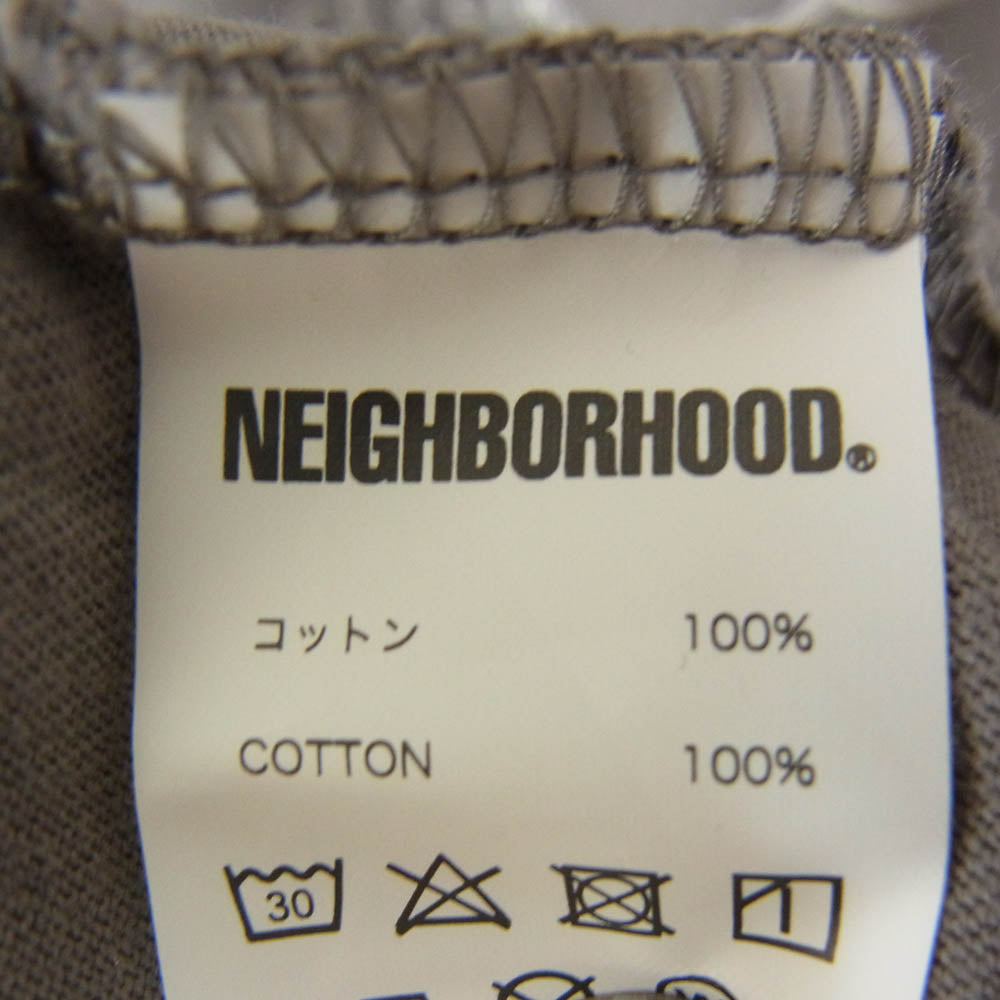 NEIGHBORHOOD®
コットン 100%
COTTON 100%
30